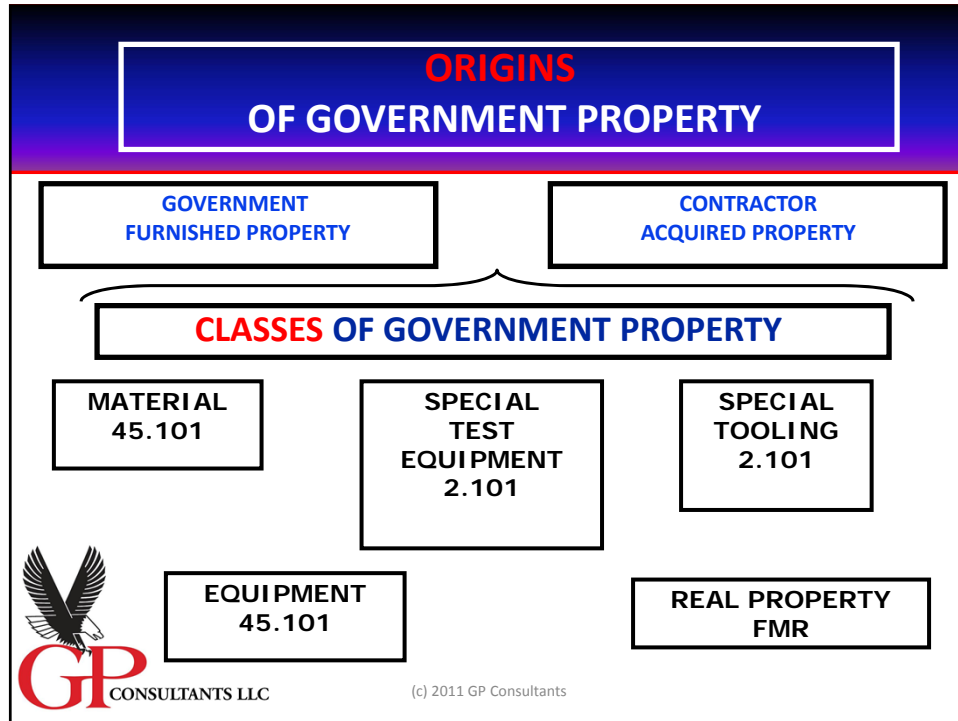 ORIGINS
OF GOVERNMENT PROPERTY
GOVERNMENT
FURNISHED PROPERTY
CONTRACTOR
ACQUIRED PROPERTY
CLASSES OF GOVERNMENT PROPERTY
MATERIAL
45.101
SPECIAL
TEST
EQUIPMENT
2.101
SPECIAL
TOOLING
2.101
EQUIPMENT
45.101
REAL PROPERTY
FMR
GP CONSULTANTS LLC
(c) 2011 GP Consultants